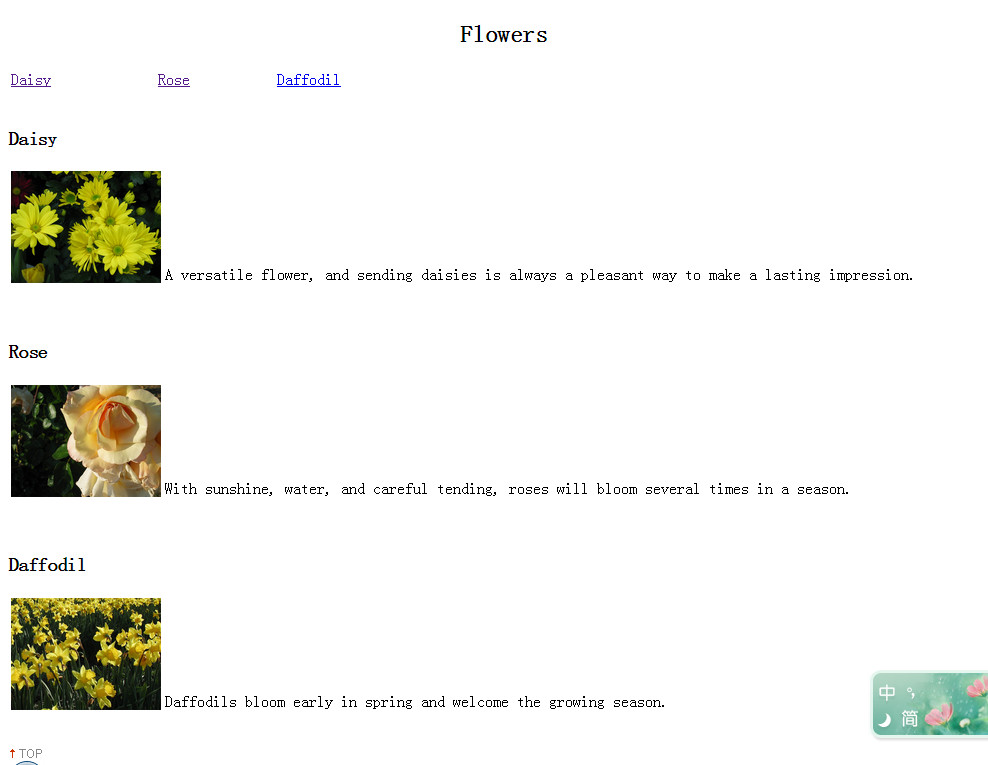 Flowers
Daisy Rose Daffodil
Daisy
A versatile flower, and sending daisies is always a pleasant way to make a lasting impression.
Rose
With sunshine, water, and careful tending, roses will bloom several times in a season.
Daffodil
Daffodils bloom early in spring and welcome the growing season.
中 °,
简
↑TOP